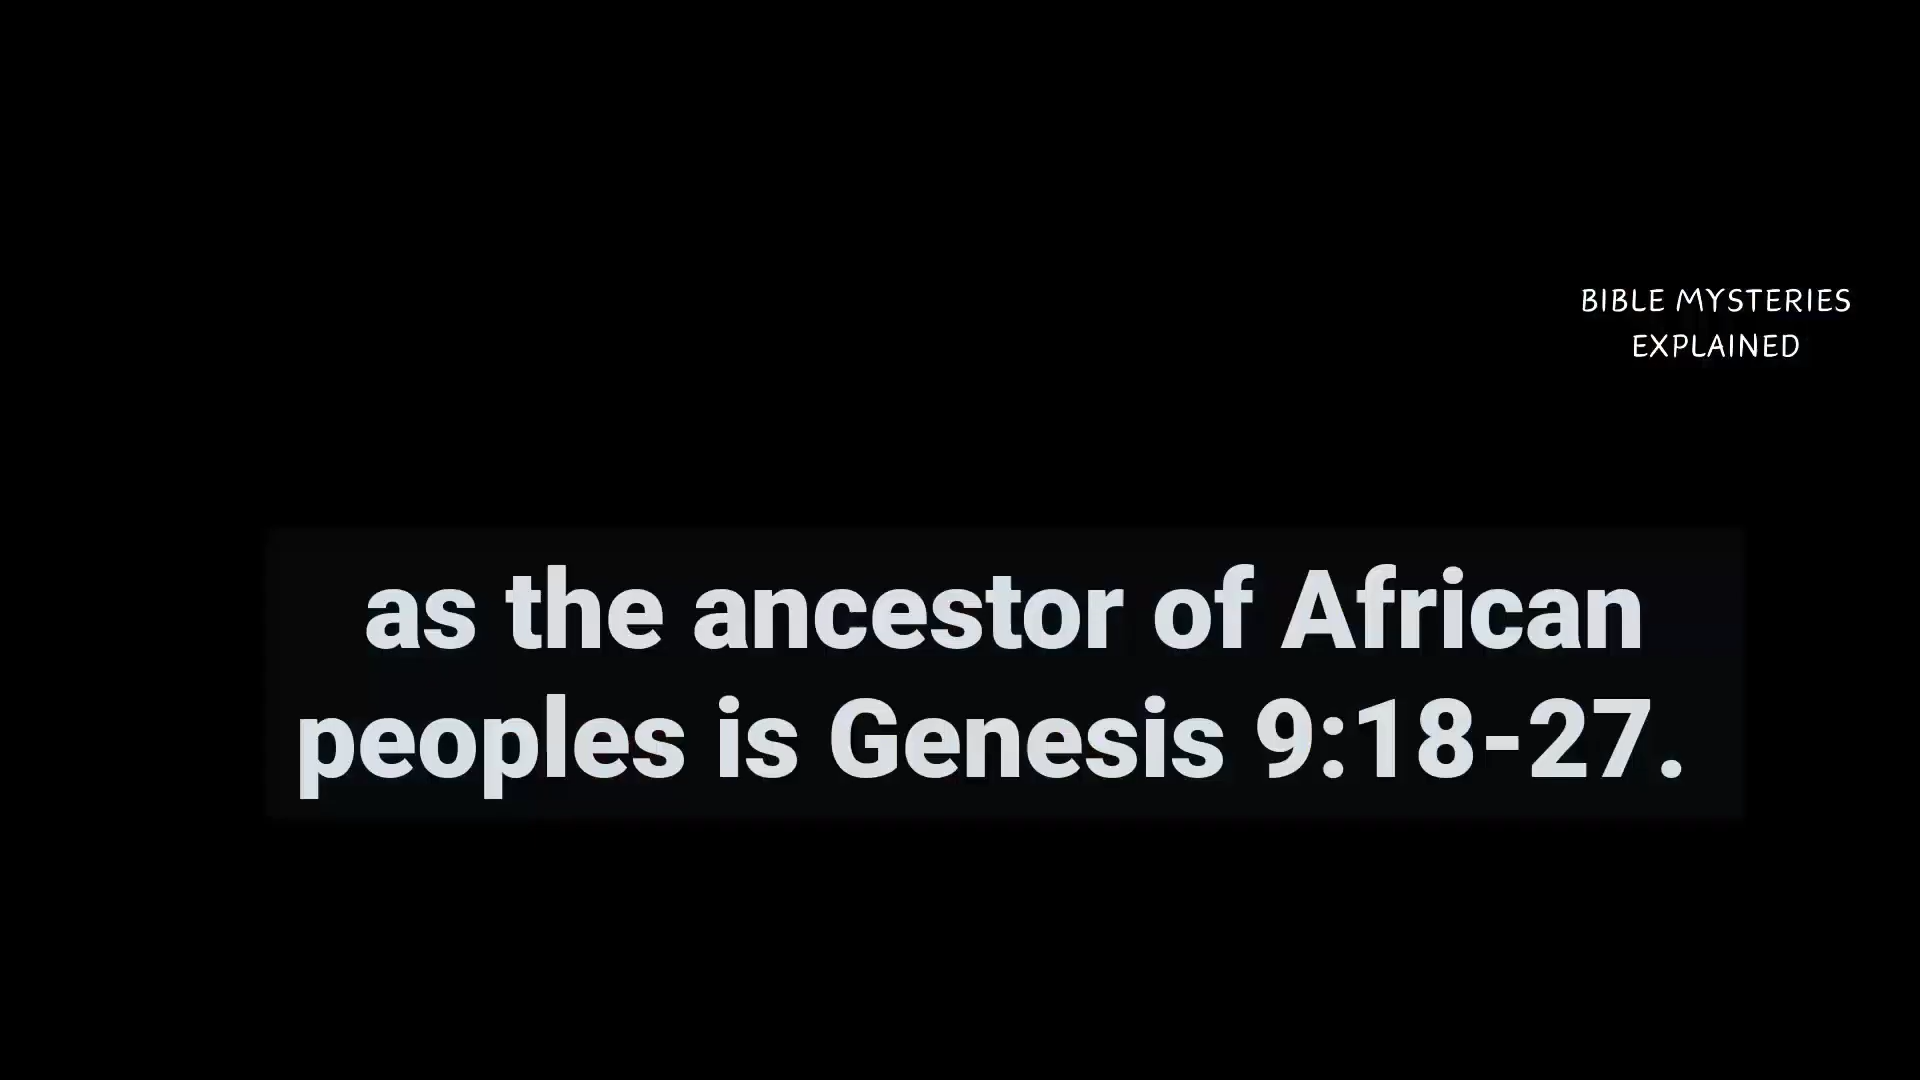 BIBLE MYSTERIES
EXPLAINED
as the ancestor of African
peoples is Genesis 9:18-27.